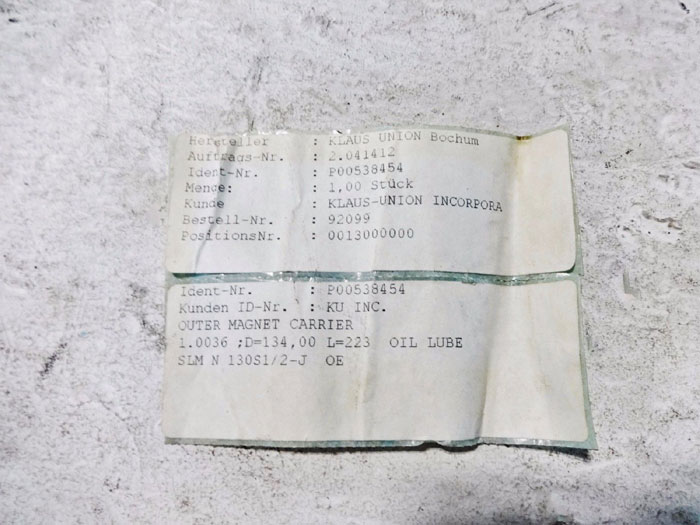 Hersteller : KLAUS UNION Bochum
Auftrags-Nr. : 2.041412
Ident-Nr. : P00538454
Menge: : 1,00 Stück
Kunde : KLAUS-UNION INCORPORA
Bestell-Nr. : 92099
PositionsNr. : 0013000000
Ident-Nr. : P00538454
Kunden ID-Nr. : KU INC.
OUTER MAGNET CARRIER
1.0036 ;D=134,00 L=223 OIL LUBE
SLM N 130S1/2-J OE